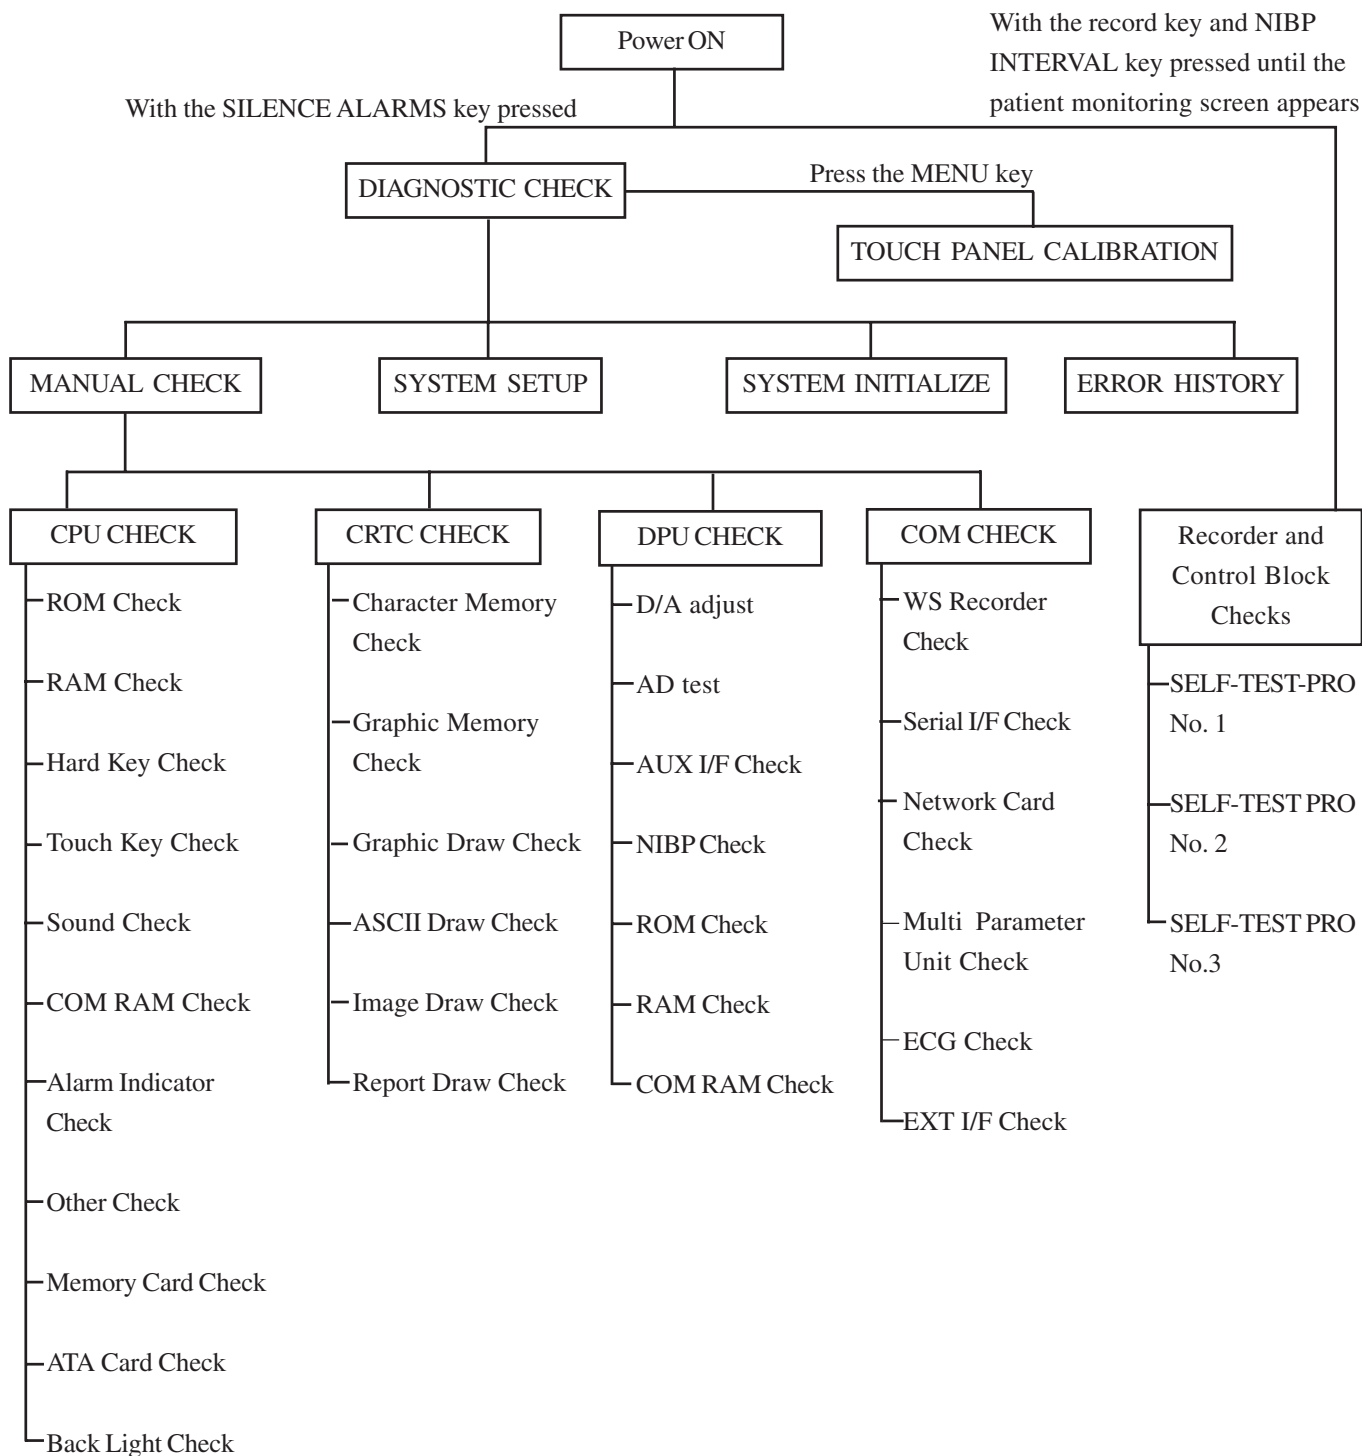 Power ON
With the record key and NIBP
INTERVAL key pressed until the
patient monitoring screen appears
With the SILENCE ALARMS key pressed
DIAGNOSTIC CHECK
Press the MENU key
TOUCH PANEL CALIBRATION
MANUAL CHECK
SYSTEM SETUP
SYSTEM INITIALIZE
ERROR HISTORY
CPU CHECK
ROM Check
RAM Check
Hard Key Check
Touch Key Check
Sound Check
COM RAM Check
Alarm Indicator
Check
Other Check
Memory Card Check
ATA Card Check
Back Light Check
CRTC CHECK
Character Memory
Check
Graphic Memory
Check
Graphic Draw Check
ASCII Draw Check
Image Draw Check
Report Draw Check
DPU CHECK
D/A adjust
AD test
AUX I/F Check
NIBP Check
ROM Check
RAM Check
COM RAM Check
COM CHECK
WS Recorder
Check
Serial I/F Check
Network Card
Check
Multi Parameter
Unit Check
ECG Check
EXT I/F Check
Recorder and
Control Block
Checks
SELF-TEST-PRO
No. 1
SELF-TEST PRO
No. 2
SELF-TEST PRO
No.3